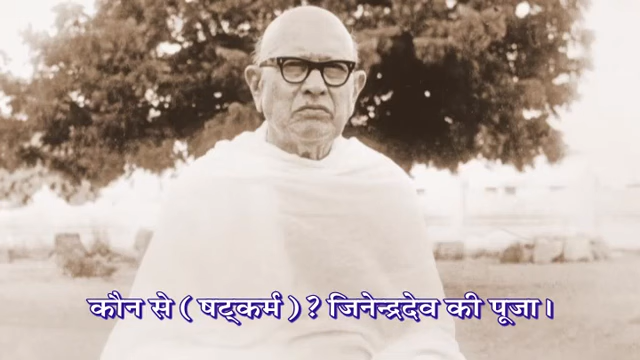 कौन से ( षट्कर्म ) ? जिनेन्द्रदेव की पूजा।